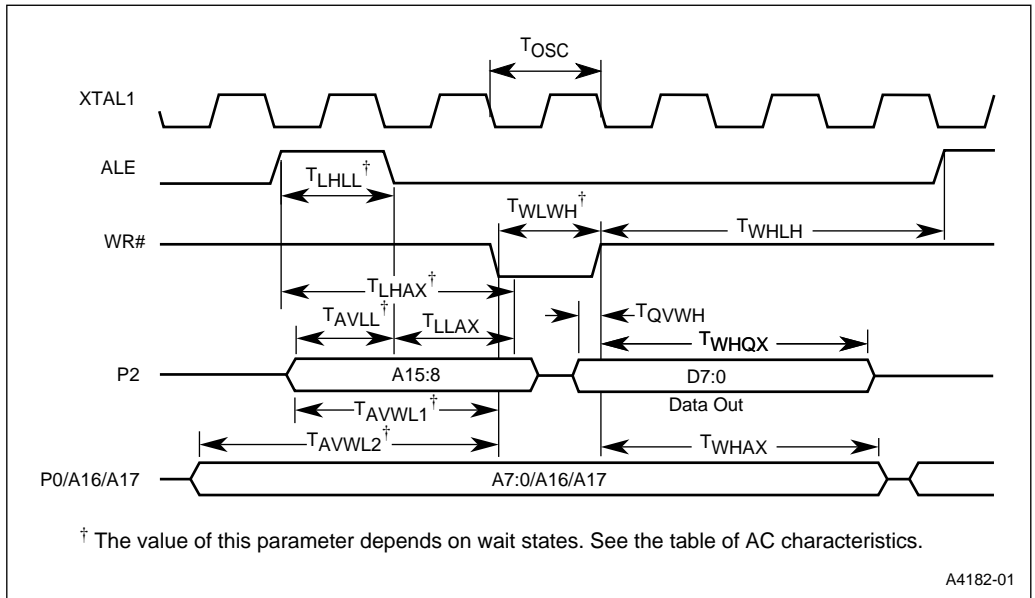 TOSC
XTAL1
ALE
TLHLL†
TWLWH†
TWHLH
WR#
TLHAX†
TAVLL†
TLLAX
TQVWH
TWHQX
P2
A15:8
D7:0
Data Out
TAVWL1†
TAVWL2†
TWHAX
P0/A16/A17
A7:0/A16/A17
† The value of this parameter depends on wait states. See the table of AC characteristics.
A4182-01